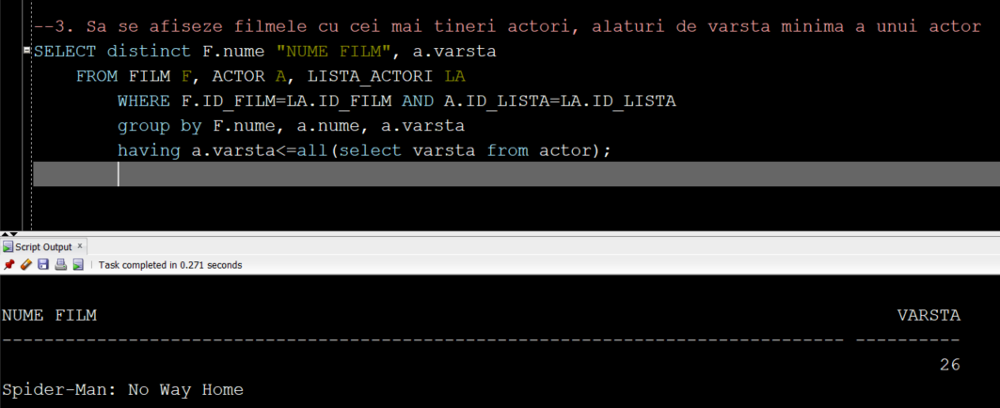 --3. Sa se afiseze filmele cu cei mai tineri actori, alaturi de varsta minima a unui actor
SELECT distinct F.nume "NUME FILM", a.varsta
FROM FILM F, ACTOR A, LISTA_ACTORI LA
WHERE F.ID_FILM=LA.ID_FILM AND A.ID_LISTA=LA.ID_LISTA
group by F.nume, a.nume, a.varsta
having a.varsta<=all(select varsta from actor);
Script Output x
Task completed in 0.271 seconds
NUME FILM VARSTA
-------------------------------------------------------------------------------- ----------
26
Spider-Man: No Way Home